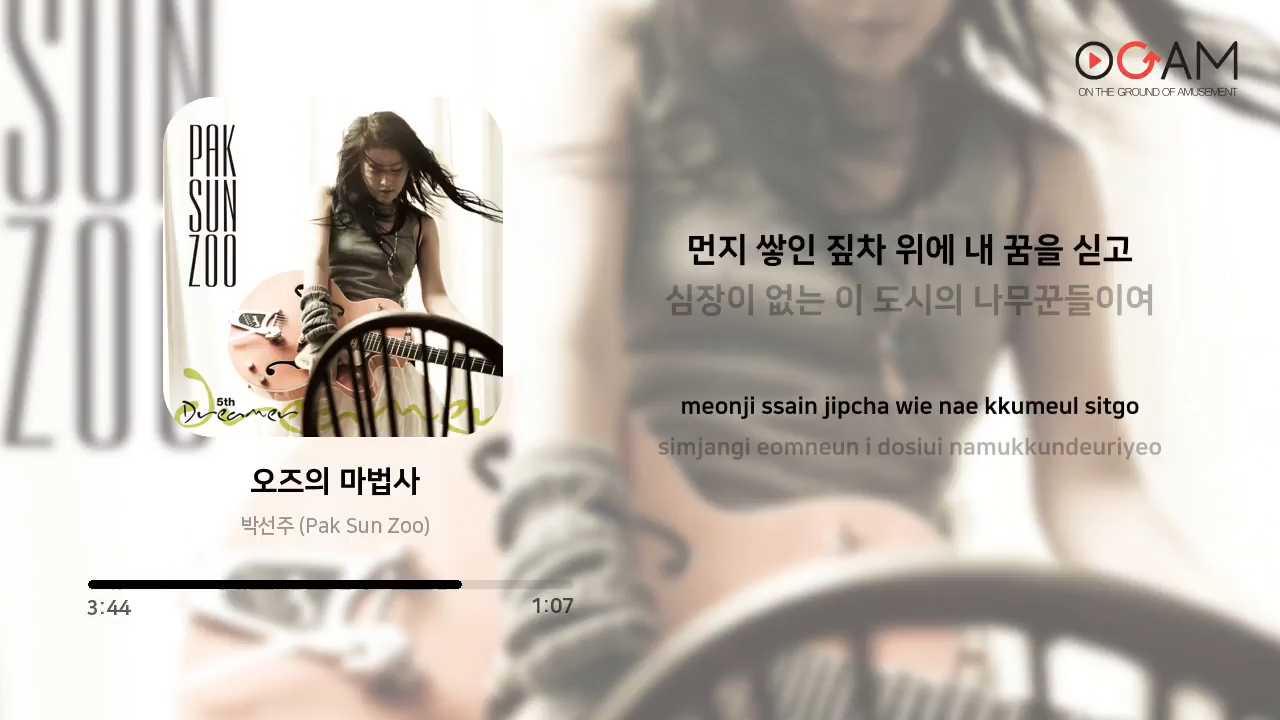 OGAM
ON THE GROUND OF AMUSEMENT
PAK
SUN
ZOO
5th
Dreamer
오즈의 마법사
박선주 (Pak Sun Zoo)
3:44
1:07
먼지 쌓인 짚차 위에 내 꿈을 싣고
심장이 없는 이 도시의 나무꾼들이여
meonji ssain jipcha wie nae kkumeul sitgo
simjangi eomneun i dosiui namukkundeuriyeo
SUN
ZOO